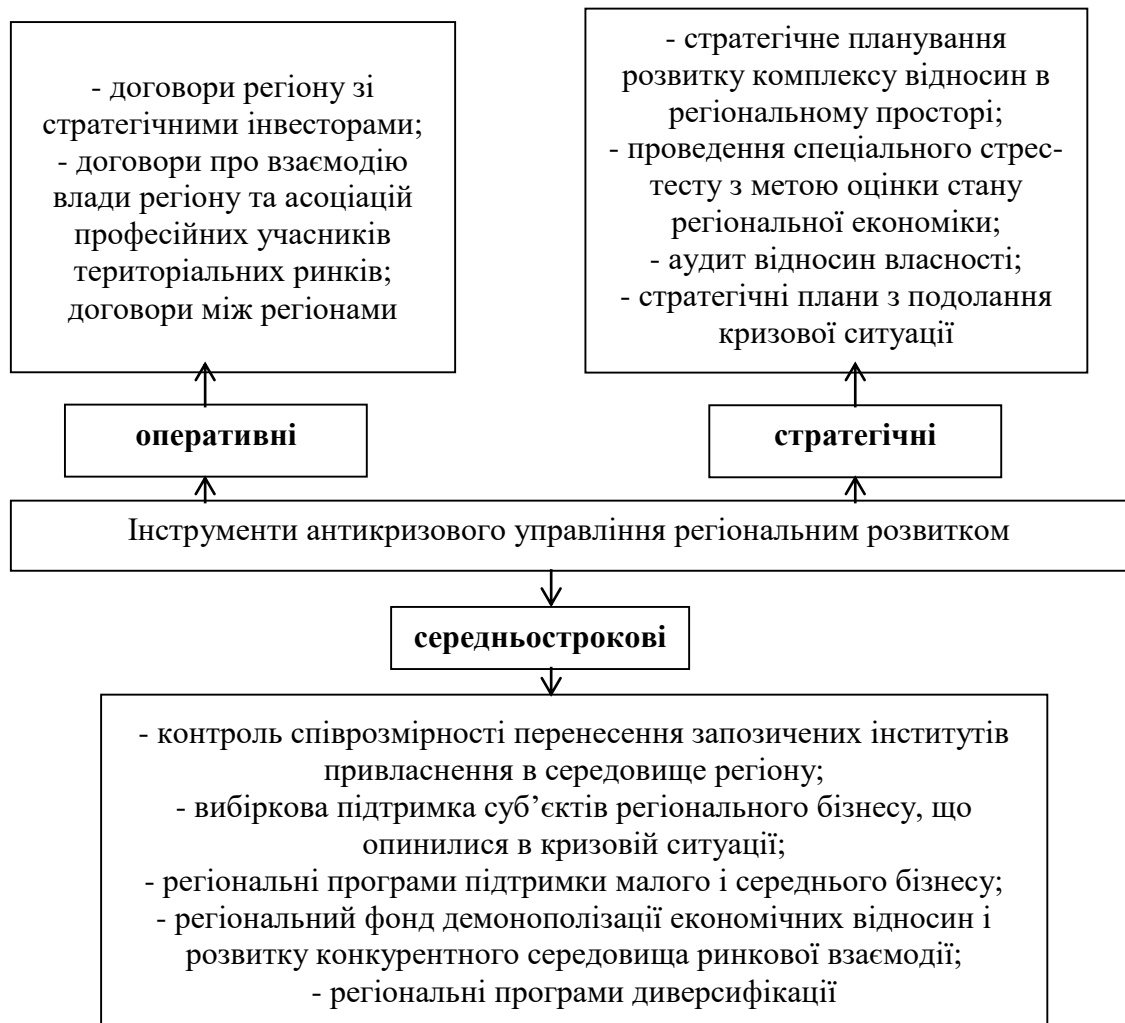 - договори регіону зі
стратегічними інвесторами;
- договори про взаємодію
влади регіону та асоціацій
професійних учасників
територіальних ринків;
договори між регіонами
- стратегічне планування
розвитку комплексу відносин в
регіональному просторі;
- проведення спеціального стрес-
тесту з метою оцінки стану
регіональної економіки;
- аудит відносин власності;
- стратегічні плани з подолання
кризової ситуації
оперативні
стратегічні
Інструменти антикризового управління регіональним розвитком
середньострокові
- контроль співрозмірності перенесення запозичених інститутів
привласнення в середовище регіону;
- вибіркова підтримка суб’єктів регіонального бізнесу, що
опинилися в кризовій ситуації;
- регіональні програми підтримки малого і середнього бізнесу;
- регіональний фонд демонополізації економічних відносин і
розвитку конкурентного середовища ринкової взаємодії;
- регіональні програми диверсифікації